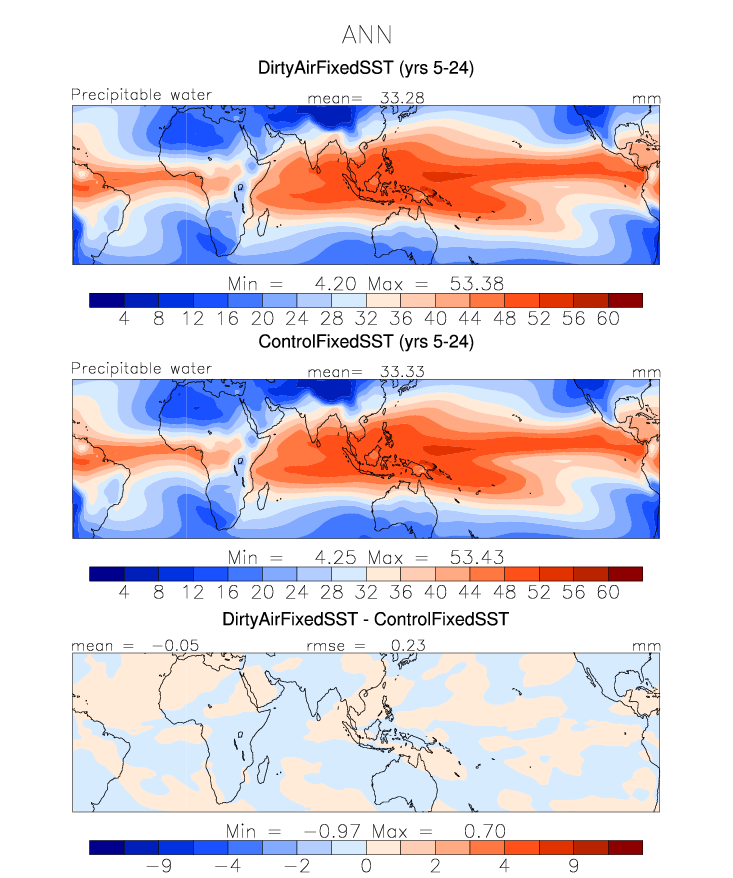 ANN
DirtyAirFixedSST (yrs 5-24)
Precipitable water mean= 33.28 mm
Min = 4.20 Max = 53.38
4 8 12 16 20 24 28 32 36 40 44 48 52 56 60
ControlFixedSST (yrs 5-24)
Precipitable water mean= 33.33 mm
Min = 4.25 Max = 53.43
4 8 12 16 20 24 28 32 36 40 44 48 52 56 60
DirtyAirFixedSST - ControlFixedSST
mean = -0.05 rmse = 0.23 mm
Min = -0.97 Max = 0.70
-9 -4 -2 0 2 4 9